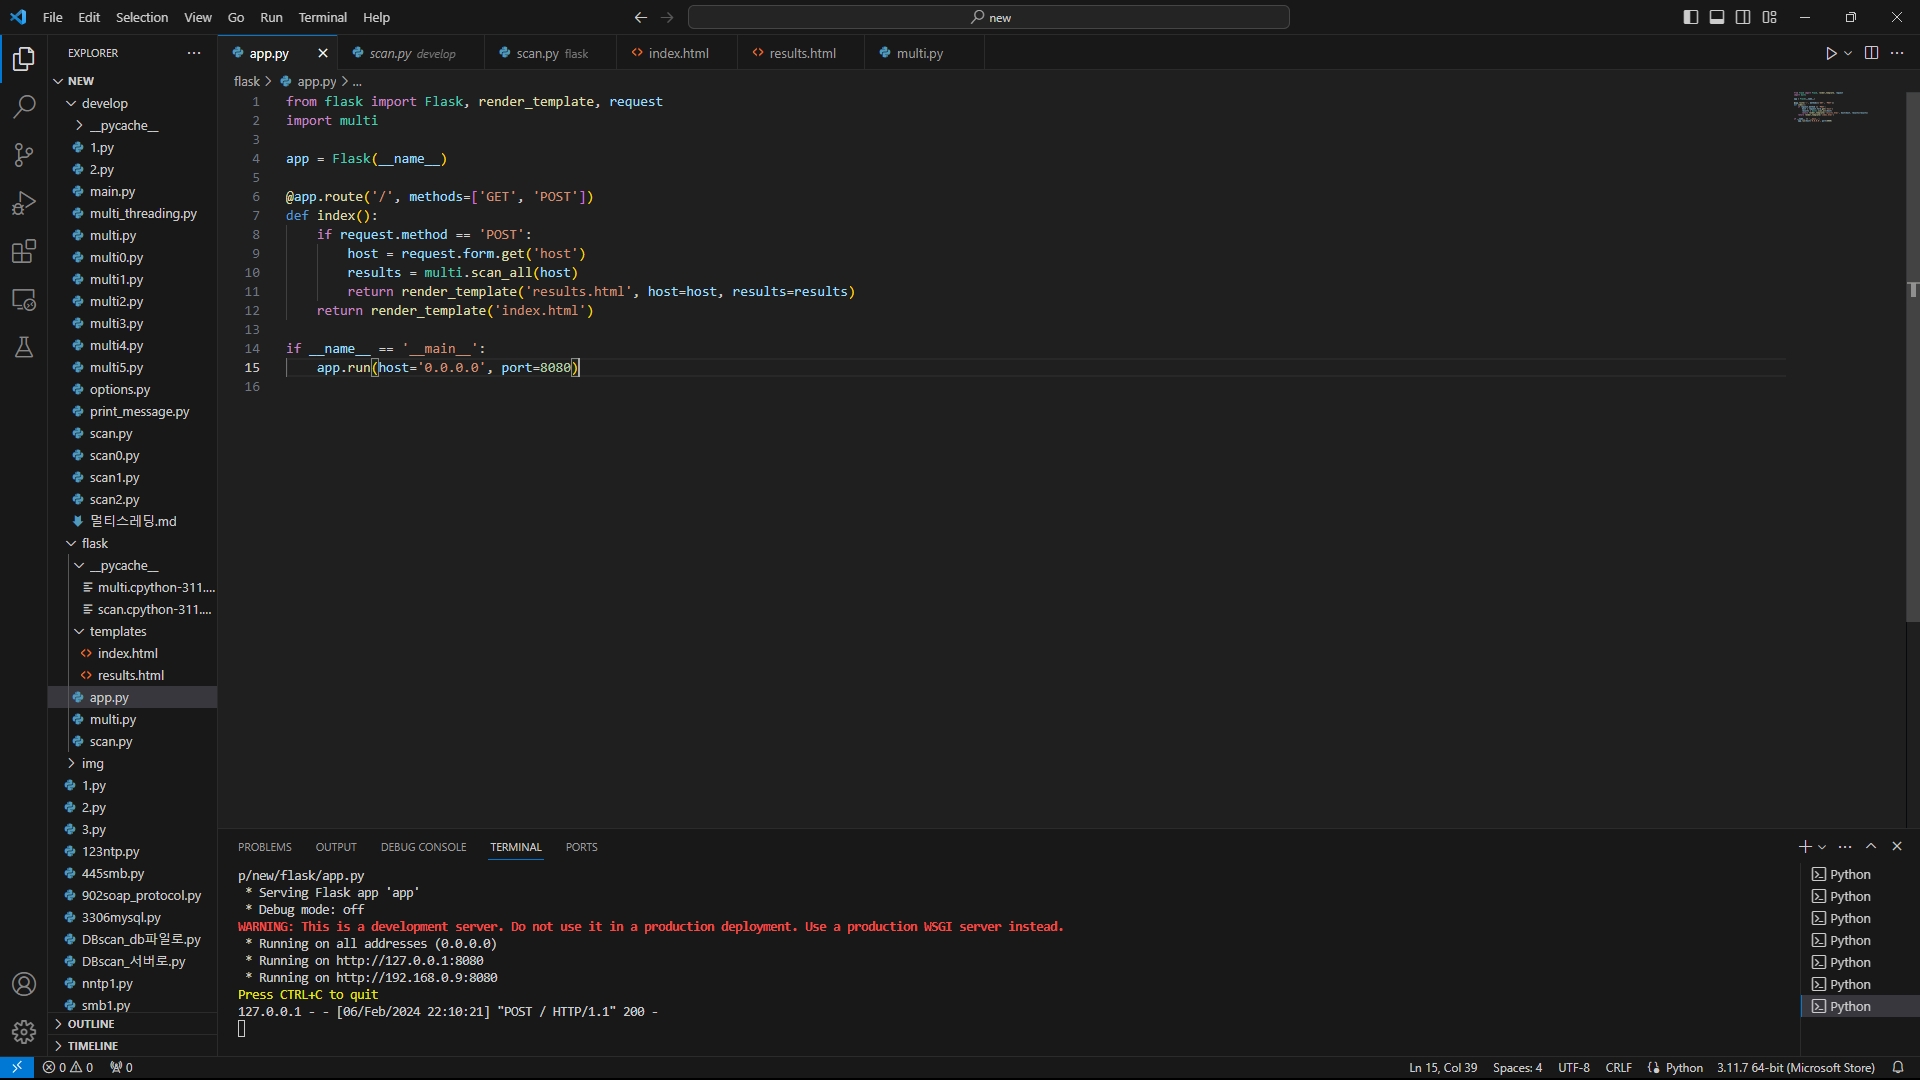 File Edit Selection View Go Run Terminal Help
new
EXPLORER
app.py
scan.py develop
scan.py flask
index.html
results.html
multi.py
NEW
develop
__pycache__
1.py
2.py
main.py
multi_threading.py
multi.py
multi0.py
multi1.py
multi2.py
multi3.py
multi4.py
multi5.py
options.py
print_message.py
scan.py
scan0.py
scan1.py
scan2.py
멀티스레딩.md
flask
__pycache__
multi.cpython-311....
scan.cpython-311....
templates
index.html
results.html
app.py
multi.py
scan.py
img
1.py
2.py
3.py
123ntp.py
445smb.py
902soap_protocol.py
3306mysql.py
DBscan_db파일로.py
DBscan_서버로.py
nntp1.py
smb1.py
OUTLINE
TIMELINE
flask > app.py > ...
1 from flask import Flask, render_template, request
2 import multi
3
4 app = Flask(__name__)
5
6 @app.route('/', methods=['GET', 'POST'])
7 def index():
8     if request.method == 'POST':
9         host = request.form.get('host')
10         results = multi.scan_all(host)
11         return render_template('results.html', host=host, results=results)
12     return render_template('index.html')
13
14 if __name__ == '__main__':
15     app.run(host='0.0.0.0', port=8080)
16
PROBLEMS OUTPUT DEBUG CONSOLE TERMINAL PORTS
p/new/flask/app.py
* Serving Flask app 'app'
* Debug mode: off
WARNING: This is a development server. Do not use it in a production deployment. Use a production WSGI server instead.
* Running on all addresses (0.0.0.0)
* Running on http://127.0.0.1:8080
* Running on http://192.168.0.9:8080
Press CTRL+C to quit
127.0.0.1 - - [06/Feb/2024 22:10:21] "POST / HTTP/1.1" 200 -
Python
Python
Python
Python
Python
Python
Python
0 0 0
Ln 15, Col 39 Spaces: 4 UTF-8 CRLF Python 3.11.7 64-bit (Microsoft Store)